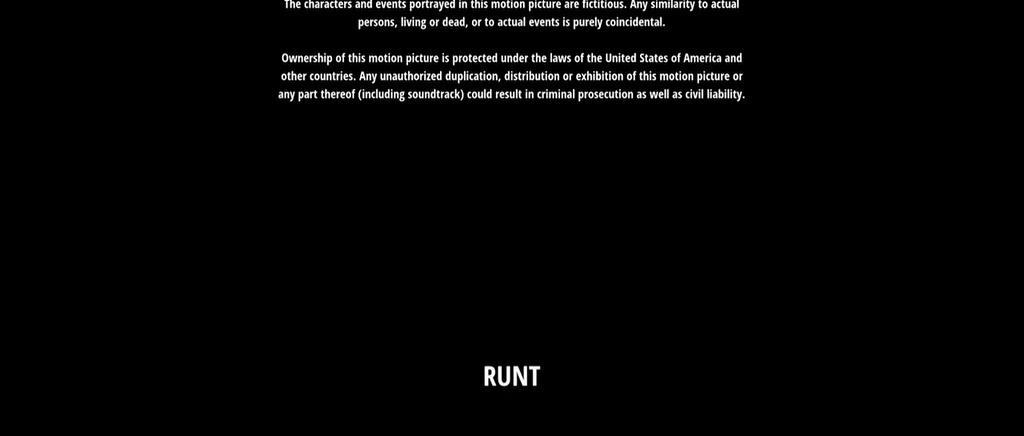 The characters and events portrayed in this motion picture are fictitious. Any similarity to actual
persons, living or dead, or to actual events is purely coincidental.
Ownership of this motion picture is protected under the laws of the United States of America and
other countries. Any unauthorized duplication, distribution or exhibition of this motion picture or
any part thereof (including soundtrack) could result in criminal prosecution as well as civil liability.
RUNT